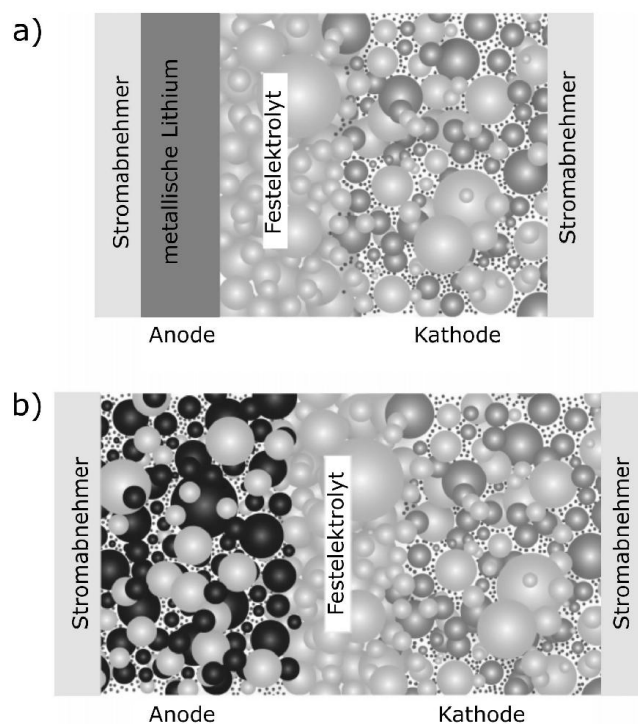 a)
Stromabnehmer
metallische Lithium
Festelektrolyt
Stromabnehmer
Anode
Kathode
b)
Stromabnehmer
Festelektrolyt
Stromabnehmer
Anode
Kathode